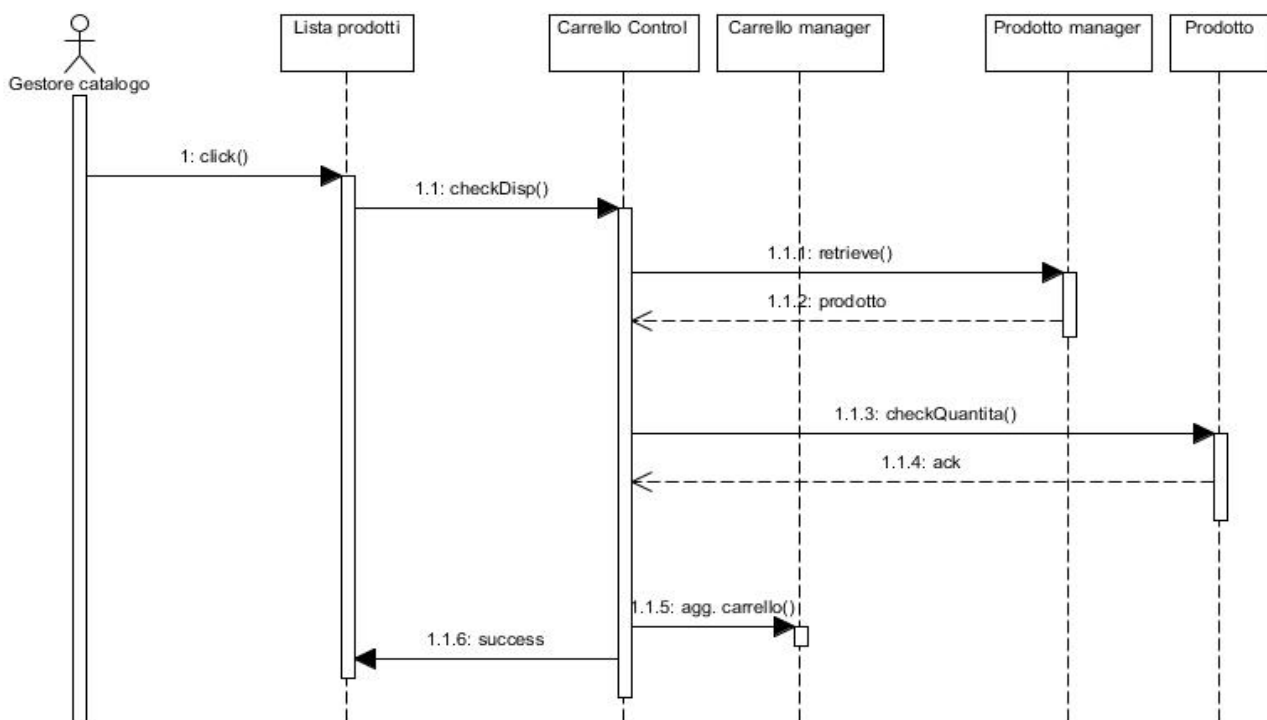 Lista prodotti
Carrello Control
Carrello manager
Prodotto manager
Prodotto
Gestore catalogo
1: click()
1.1: checkDisp()
1.1.1: retrieve()
1.1.2: prodotto
1.1.3: checkQuantita()
1.1.4: ack
1.1.5: agg. carrello()
1.1.6: success